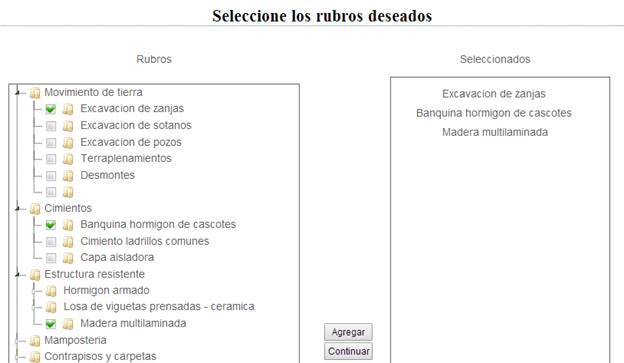 Seleccione los rubros deseados
Rubros
Seleccionados
Movimiento de tierra
Excavacion de zanjas
Excavacion de sotanos
Excavacion de pozos
Terraplenamientos
Desmontes
Cimientos
Banquina hormigon de cascotes
Cimiento ladrillos comunes
Capa aisladora
Estructura resistente
Hormigon armado
Losa de viguetas prensadas - ceramica
Madera multilaminada
Mamposteria
Contrapisos y carpetas
Excavacion de zanjas
Banquina hormigon de cascotes
Madera multilaminada
Agregar
Continuar